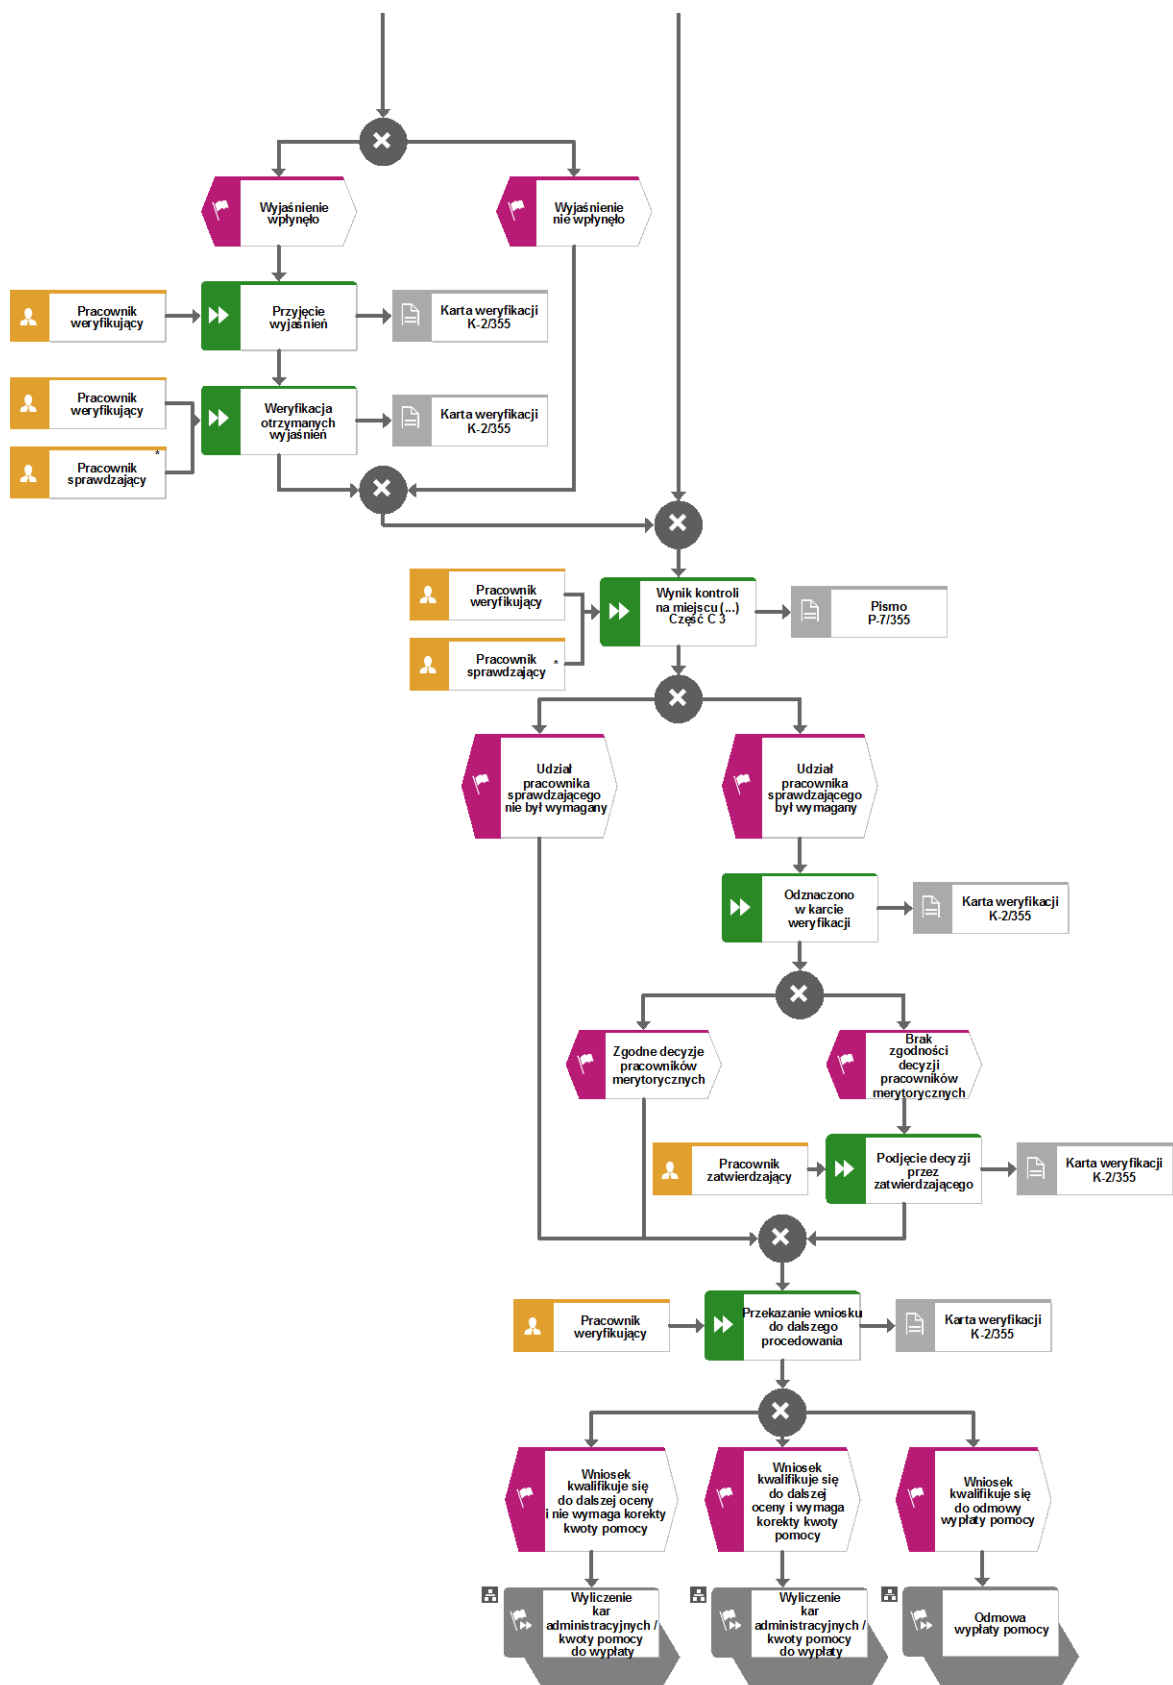 Wyjaśnienie
wpłynęło
Wyjaśnienie
nie wpłynęło
Pracownik
weryfikujący
Przyjęcie
wyjaśnień
Karta weryfikacji
K-2/355
Pracownik
weryfikujący
Weryfikacja
otrzymanych
wyjaśnień
Karta weryfikacji
K-2/355
*
Pracownik
sprawdzający
Pracownik
weryfikujący
Wynik kontroli
na miejscu (...)
Część C 3
Pismo
P-7/355
Pracownik
sprawdzający *
Udział
pracownika
sprawdzającego
nie był wymagany
Udział
pracownika
sprawdzającego
był wymagany
Odznaczono
w karcie
weryfikacji
Karta weryfikacji
K-2/355
Zgodne decyzje
pracowników
merytorycznych
Brak
zgodności
decyzji
pracowników
merytorycznych
Pracownik
zatwierdzający
Podjęcie decyzji
przez
zatwierdzającego
Karta weryfikacji
K-2/355
Pracownik
weryfikujący
Przekazanie wniosku
do dalszego
procedowania
Karta weryfikacji
K-2/355
Wniosek
kwalifikuje się
do dalszej oceny
i nie wymaga korekty
kwoty pomocy
Wniosek
kwalifikuje się
do dalszej
oceny i wymaga
korekty kwoty
pomocy
Wniosek
kwalifikuje się
do odmowy
wypłaty pomocy
Wyliczenie
kar
administracyjnych /
kwoty pomocy
do wypłaty
Wyliczenie
kar
administracyjnych /
kwoty pomocy
do wypłaty
Odmowa
wypłaty pomocy